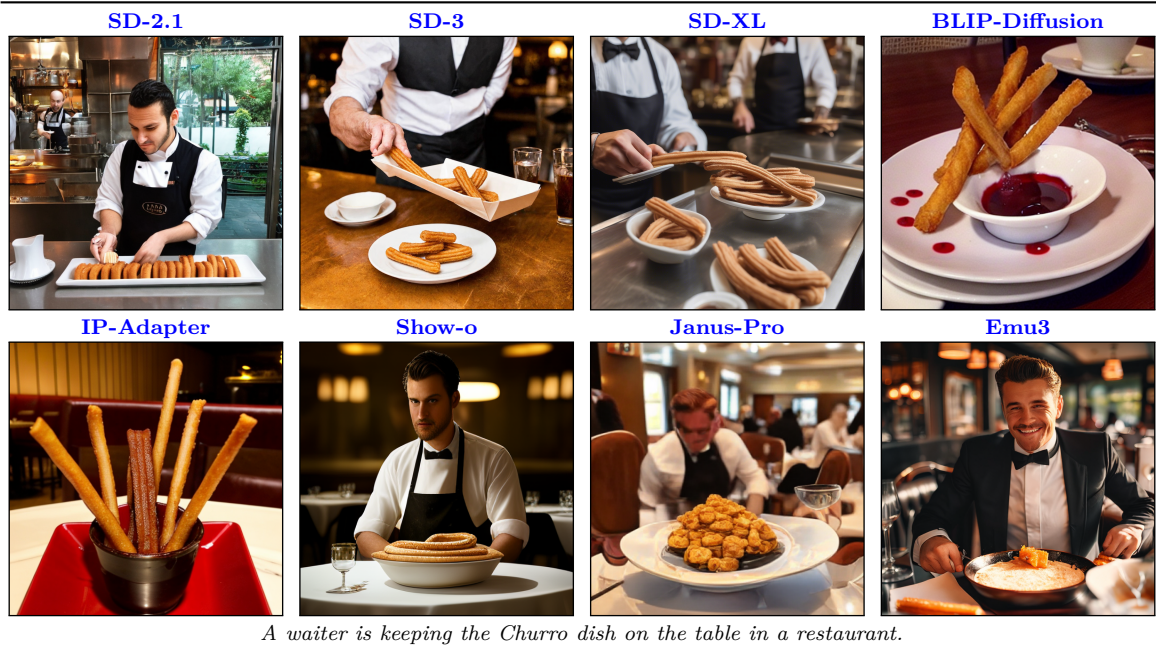 SD-2.1 SD-3 SD-XL BLIP-Diffusion
IP-Adapter Show-o Janus-Pro Emu3
A waiter is keeping the Churro dish on the table in a restaurant.